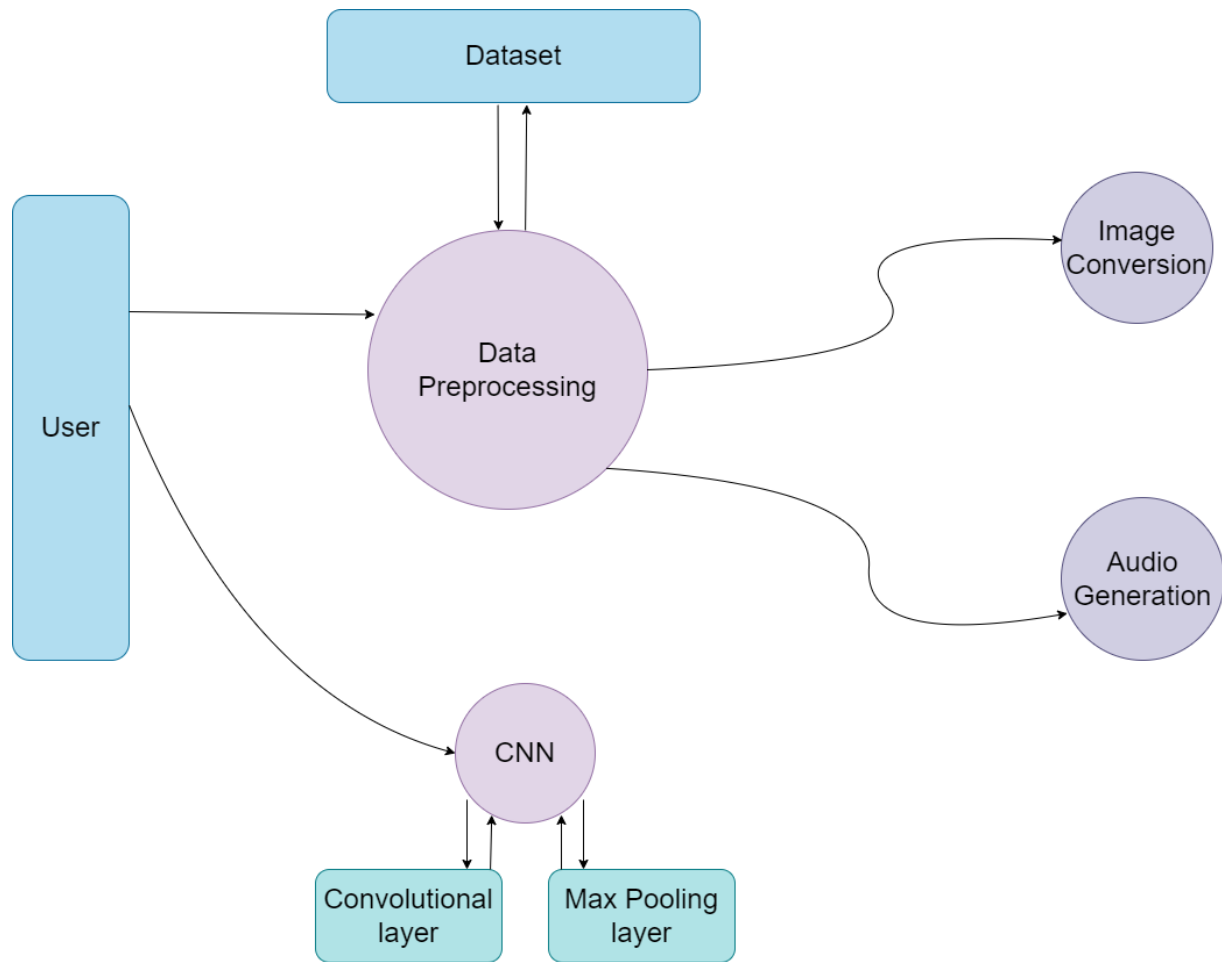 Dataset
Image
Conversion
Data
Preprocessing
User
Audio
Generation
CNN
Convolutional
layer
Max Pooling
layer